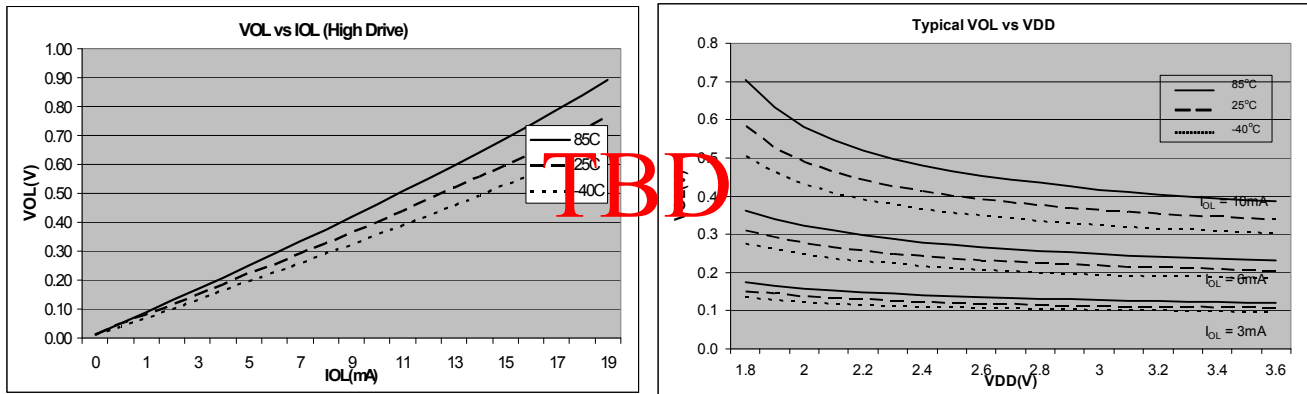 VOL vs IOL (High Drive)
1.00
0.90
0.80
0.70
0.60
0.50
0.40
0.30
0.20
0.10
0.00
VOL(V)
0 1 3 5 7 9 11 13 15 17 19
IOL(mA)
85C
25C
-40C
TBD
Typical VOL vs VDD
0.8
0.7
0.6
0.5
0.4
0.3
0.2
0.1
0.0
85°C
25°C
-40°C
IOL = 10mA
IOL = 6mA
IOL = 3mA
1.8 2 2.2 2.4 2.6 2.8 3 3.2 3.4 3.6
VDD(V)